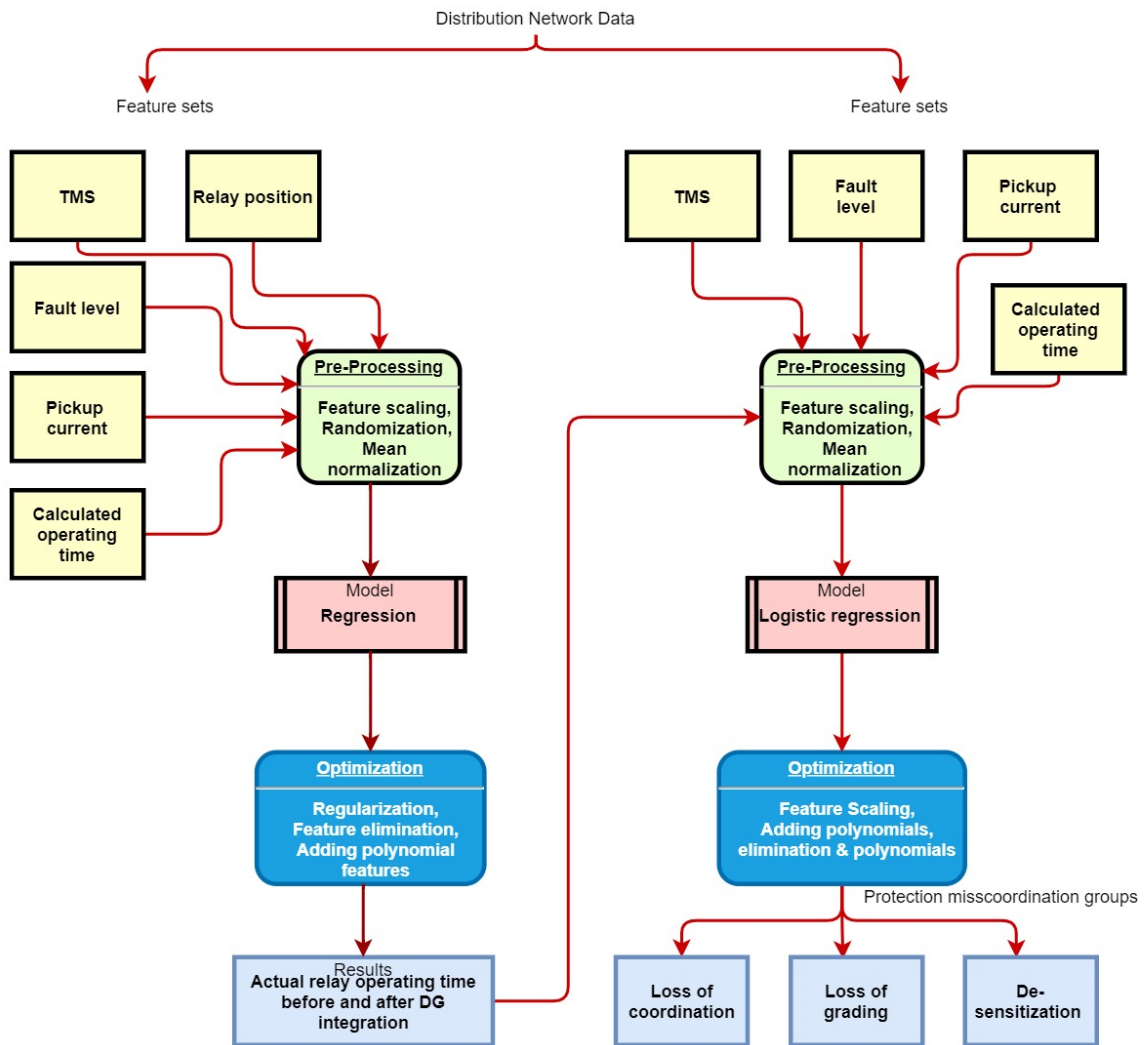 Distribution Network Data
Feature sets
Feature sets
TMS
Relay position
TMS
Fault
level
Pickup
current
Fault level
Calculated
operating
time
Pickup
current
Calculated
operating
time
Pre-Processing
Feature scaling,
Randomization,
Mean
normalization
Pre-Processing
Feature scaling,
Randomization,
Mean
normalization
Model
Regression
Model
Logistic regression
Optimization
Regularization,
Feature elimination,
Adding polynomial
features
Optimization
Feature Scaling,
Adding polynomials,
elimination & polynomials
Protection misscoordination groups
Results
Actual relay operating time
before and after DG
integration
Loss of
coordination
Loss of
grading
De-
sensitization